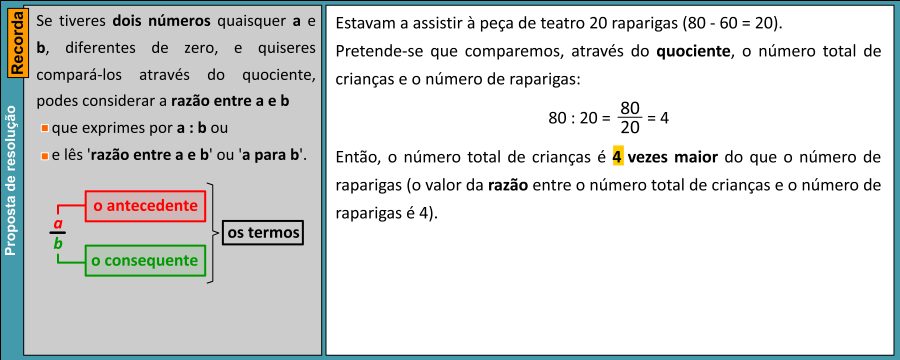 Proposta de resolução
Recorda
Se tiveres dois números quaisquer a e
b, diferentes de zero, e quiseres
compará-los através do quociente,
podes considerar a razão entre a e b
que exprimes por a : b ou
e lês 'razão entre a e b' ou 'a para b'.
a
b
o antecedente
o consequente
os termos
Estavam a assistir à peça de teatro 20 raparigas (80 - 60 = 20).
Pretende-se que comparemos, através do quociente, o número total de
crianças e o número de raparigas:
80 : 20 = 80/20 = 4
Então, o número total de crianças é 4 vezes maior do que o número de
raparigas (o valor da razão entre o número total de crianças e o número de
raparigas é 4).